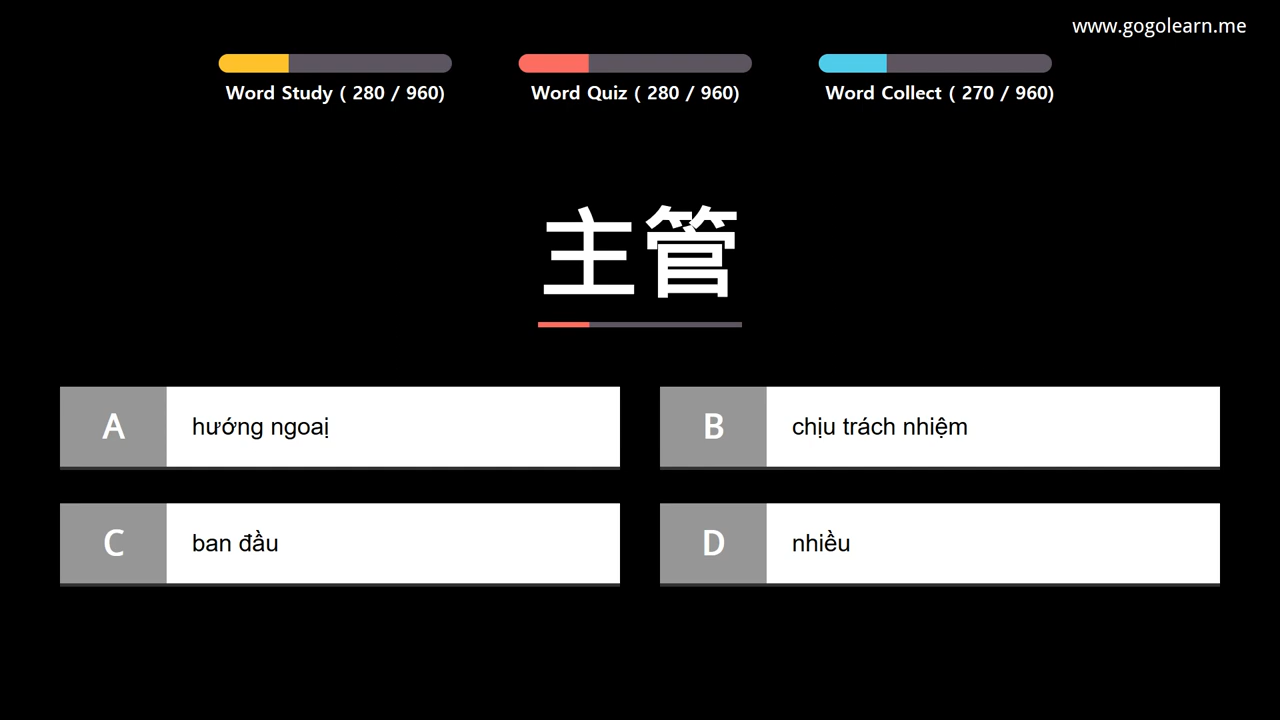 www.gogolearn.me
Word Study ( 280 / 960)
Word Quiz ( 280 / 960)
Word Collect ( 270 / 960)
主管
A hướng ngoaị
B chịu trách nhiệm
C ban đầu
D nhiều